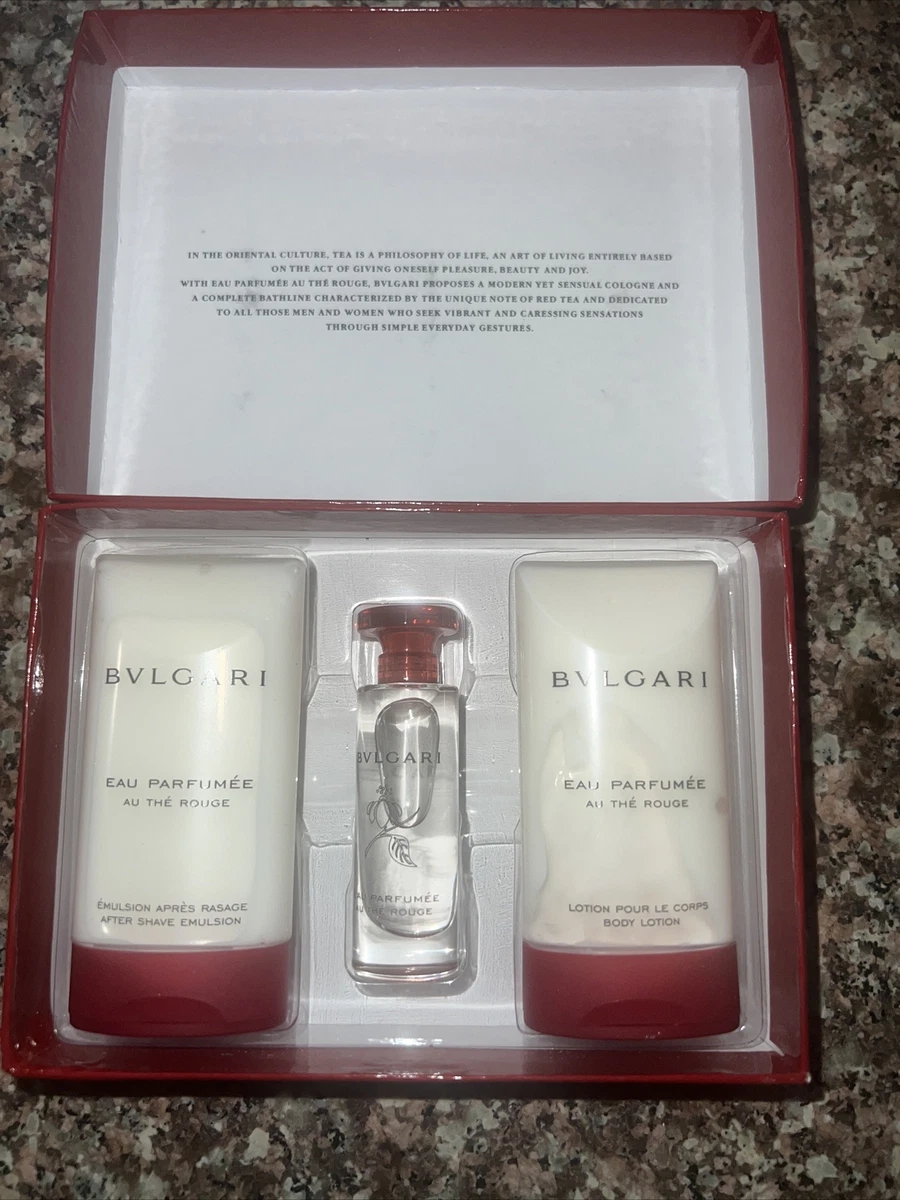 IN THE ORIENTAL CULTURE, TEA IS A PHILOSOPHY OF LIFE, AN ART OF LIVING ENTIRELY BASED
ON THE ACT OF GIVING ONESELF PLEASURE, BEAUTY AND JOY.
WITH EAU PARFUMÉE AU THÉ ROUGE, BVLGARI PROPOSES A MODERN YET SENSUAL COLOGNE AND
A COMPLETE BATHLINE CHARACTERIZED BY THE UNIQUE NOTE OF RED TEA AND DEDICATED
TO ALL THOSE MEN AND WOMEN WHO SEEK VIBRANT AND CARESSING SENSATIONS
THROUGH SIMPLE EVERYDAY GESTURES.
BVLGARI
EAU PARFUMÉE
AU THÉ ROUGE
ÉMULSION APRÈS RASAGE
AFTER SHAVE EMULSION
BVLGARI
EAU PARFUMÉE
AU THÉ ROUGE
BVLGARI
EAU PARFUMÉE
AU THÉ ROUGE
LOTION POUR LE CORPS
BODY LOTION